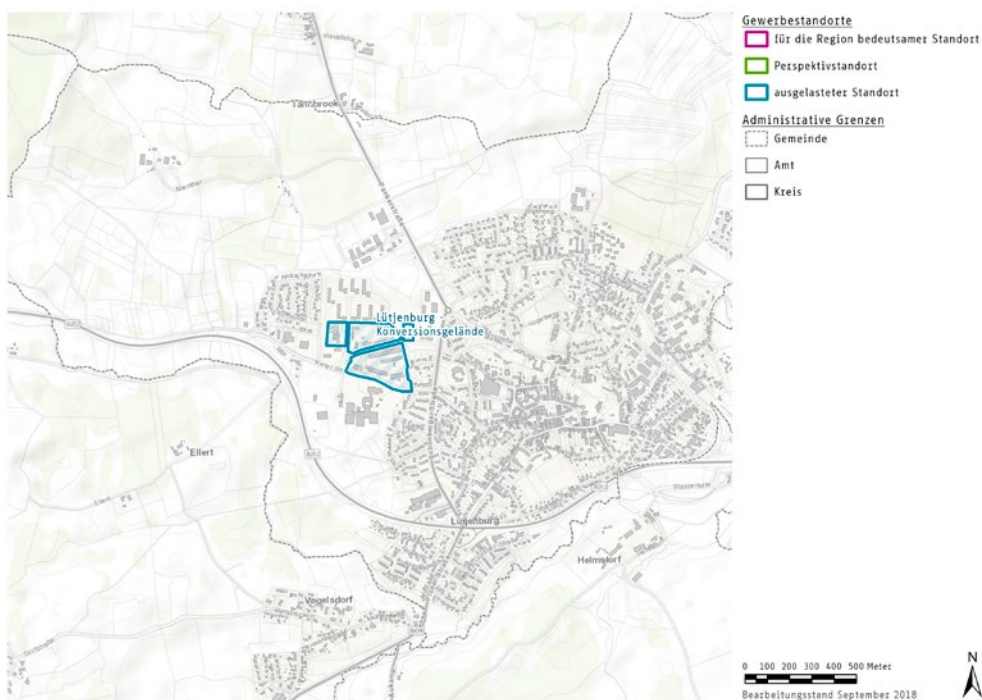 Gewerbestandorte
für die Region bedeutsamer Standort
Perspektivstandort
ausgelasteter Standort
Administrative Grenzen
Gemeinde
Amt
Kreis
Lütjenburg
Konversionsgelände
Ellert
Ellert
Lütjenburg
Helmstorf
Vogelsdorf
N
0 100 200 300 400 500 Meter
Bearbeitungsstand September 2018